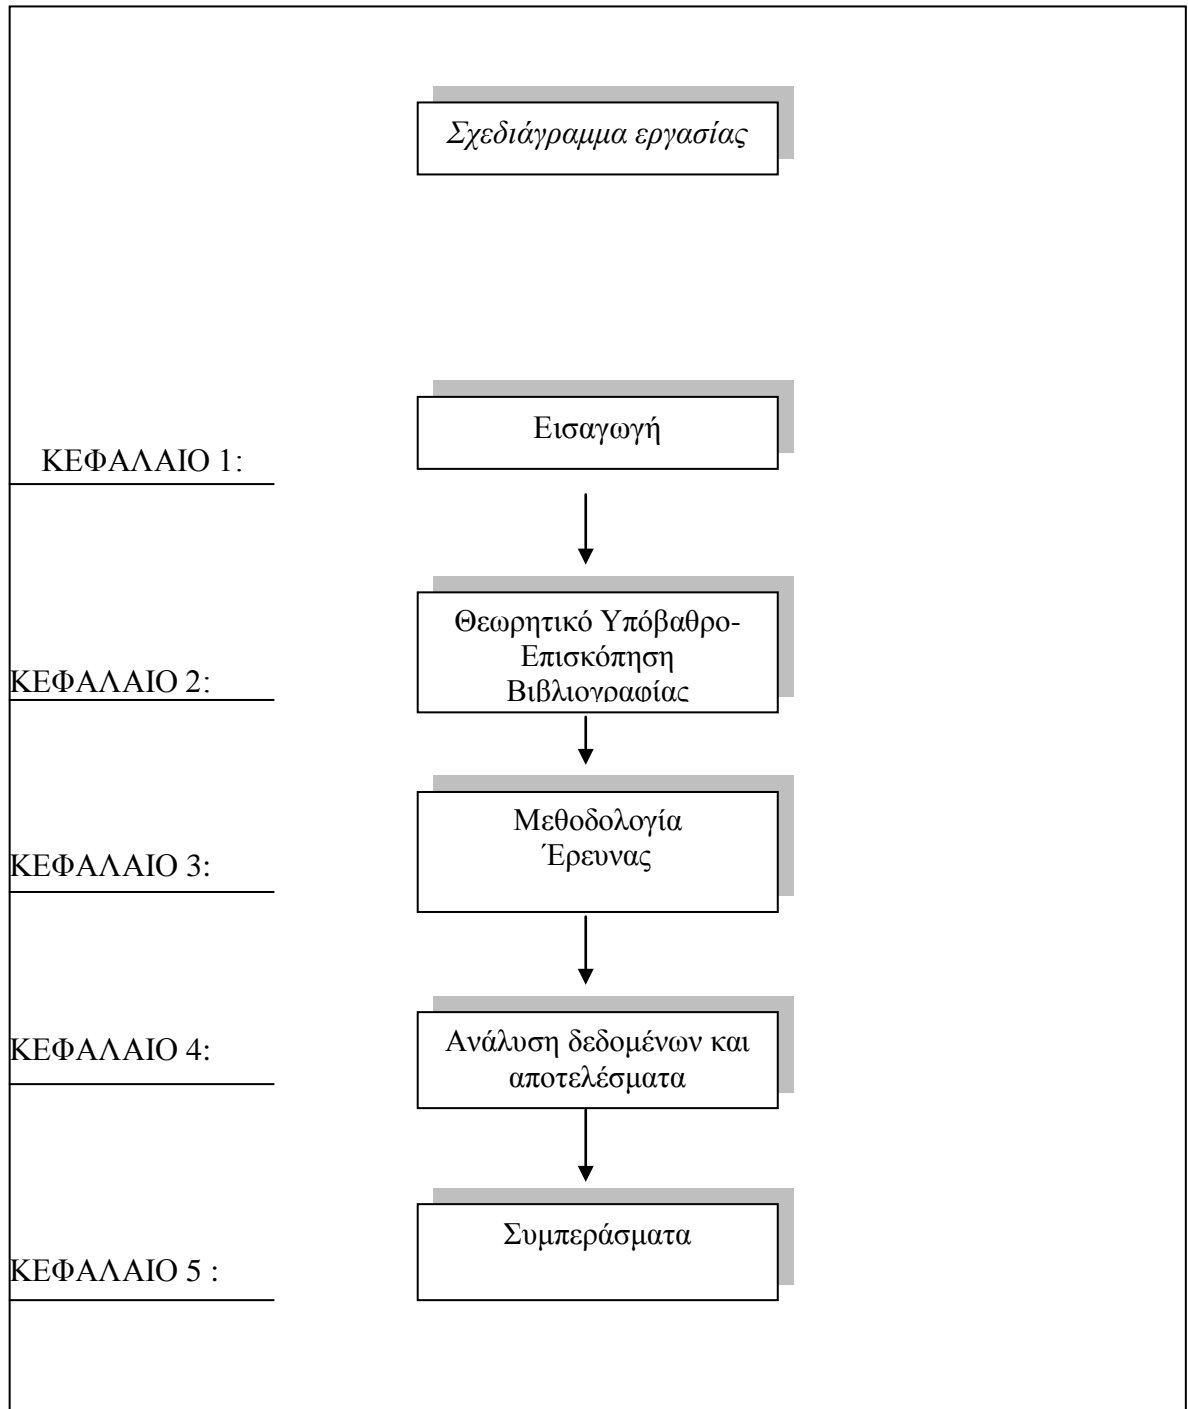 Σχεδιάγραμμα εργασίας
Εισαγωγή
ΚΕΦΑΛΑΙΟ 1:
Θεωρητικό Υπόβαθρο-
Επισκόπηση
Βιβλιογραφίας
ΚΕΦΑΛΑΙΟ 2:
Μεθοδολογία
Έρευνας
ΚΕΦΑΛΑΙΟ 3:
Ανάλυση δεδομένων και
αποτελέσματα
ΚΕΦΑΛΑΙΟ 4:
Συμπεράσματα
ΚΕΦΑΛΑΙΟ 5 :